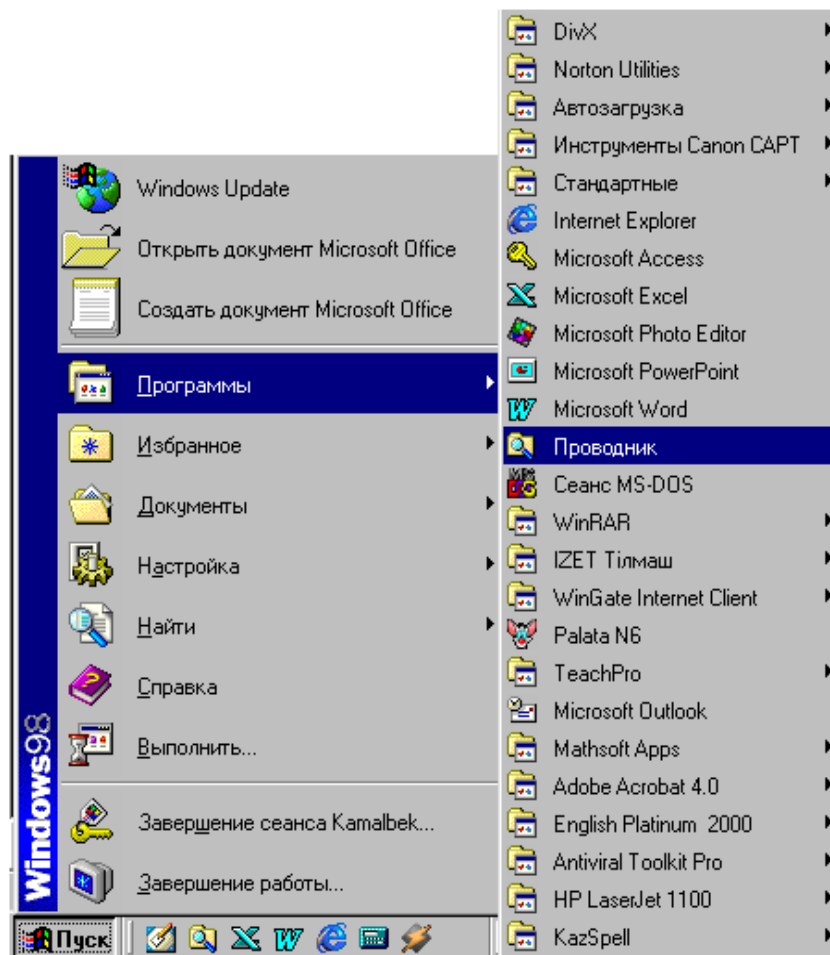 Windows Update
Открыть документ Microsoft Office
Создать документ Microsoft Office
Программы
Избранное
Документы
Настройка
Найти
Справка
Выполнить...
Завершение сеанса Kamalbek...
Завершение работы...
Windows98
Пуск
DivX
Norton Utilities
Автозагрузка
Инструменты Canon CAPT
Стандартные
Internet Explorer
Microsoft Access
Microsoft Excel
Microsoft Photo Editor
Microsoft PowerPoint
Microsoft Word
Проводник
Сеанс MS-DOS
WinRAR
IZET Тілмаш
WinGate Internet Client
Palata N6
TeachPro
Microsoft Outlook
Mathsoft Apps
Adobe Acrobat 4.0
English Platinum 2000
Antiviral Toolkit Pro
HP LaserJet 1100
KazSpell